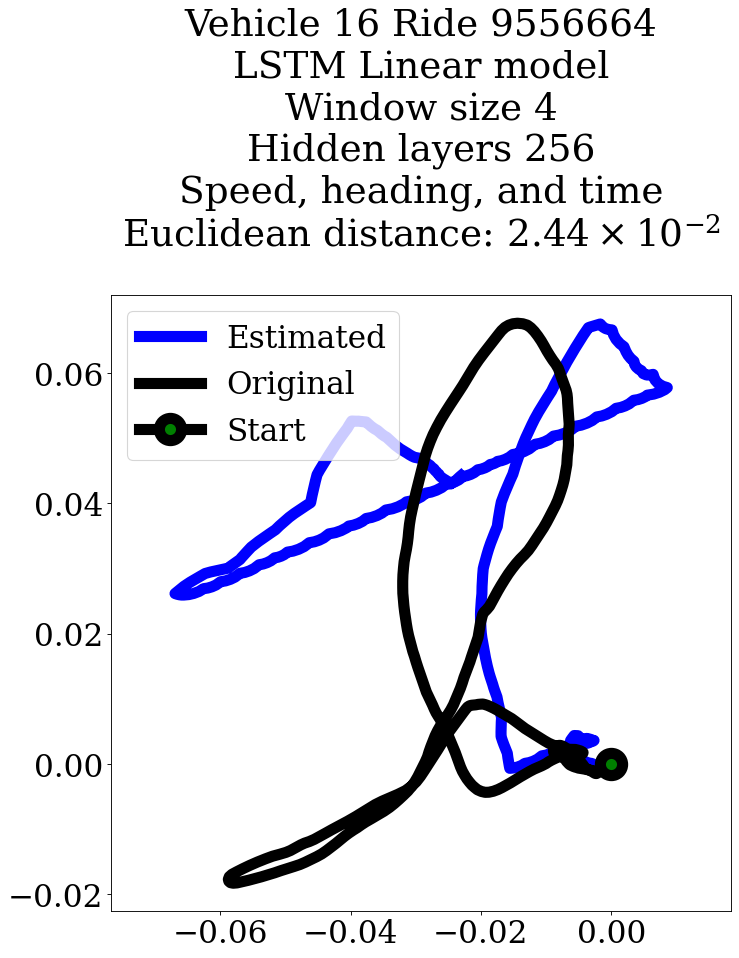 Vehicle 16 Ride 9556664
LSTM Linear model
Window size 4
Hidden layers 256
Speed, heading, and time
Euclidean distance: 2.44 × 10⁻²
Estimated
Original
Start
0.06
0.04
0.02
0.00
−0.02
−0.06 −0.04 −0.02 0.00